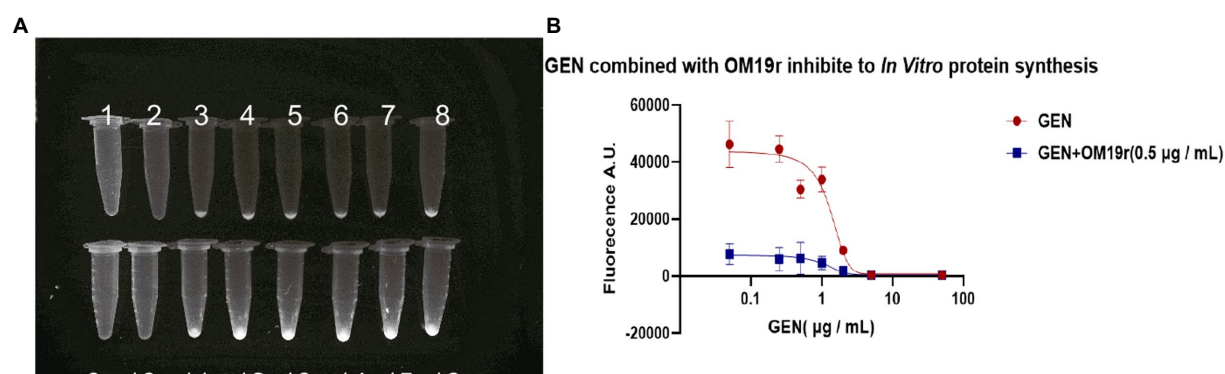 A
B
1 2 3 4 5 6 7 8
GEN combined with OM19r inhibite to In Vitro protein synthesis
60000
40000
20000
0
-20000
Fluorecence A.U.
0.1 1 10 100
GEN( µg / mL)
GEN
GEN+OM19r(0.5 µg / mL)